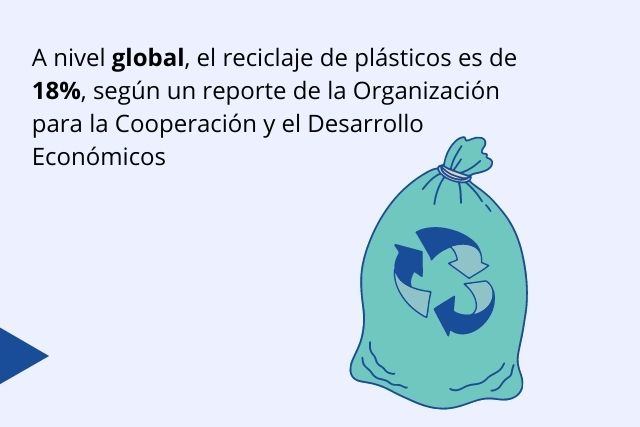 A nivel global, el reciclaje de plásticos es de
18%, según un reporte de la Organización
para la Cooperación y el Desarrollo
Económicos